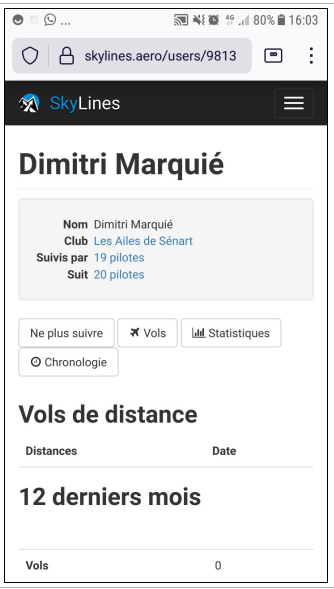 ... 4G 80% 16:03
skylines.aero/users/9813 ∞
SkyLines
Dimitri Marquié
Nom Dimitri Marquié
Club Les Ailes de Sénart
Suivis par 19 pilotes
Suit 20 pilotes
Ne plus suivre Vols Statistiques
Chronologie
Vols de distance
Distances Date
12 derniers mois
Vols 0